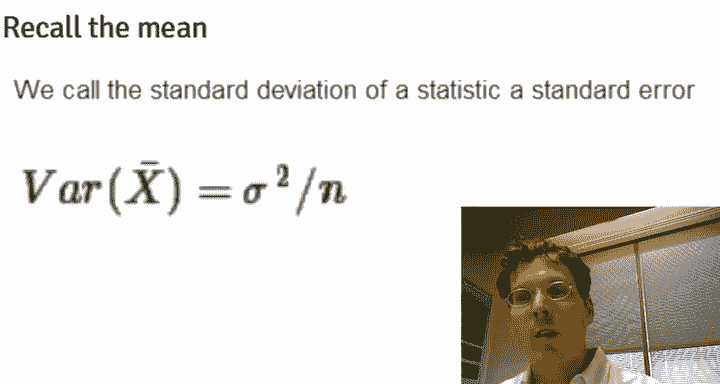 Recall the mean
We call the standard deviation of a statistic a standard error
Var(X̄) = σ²/n